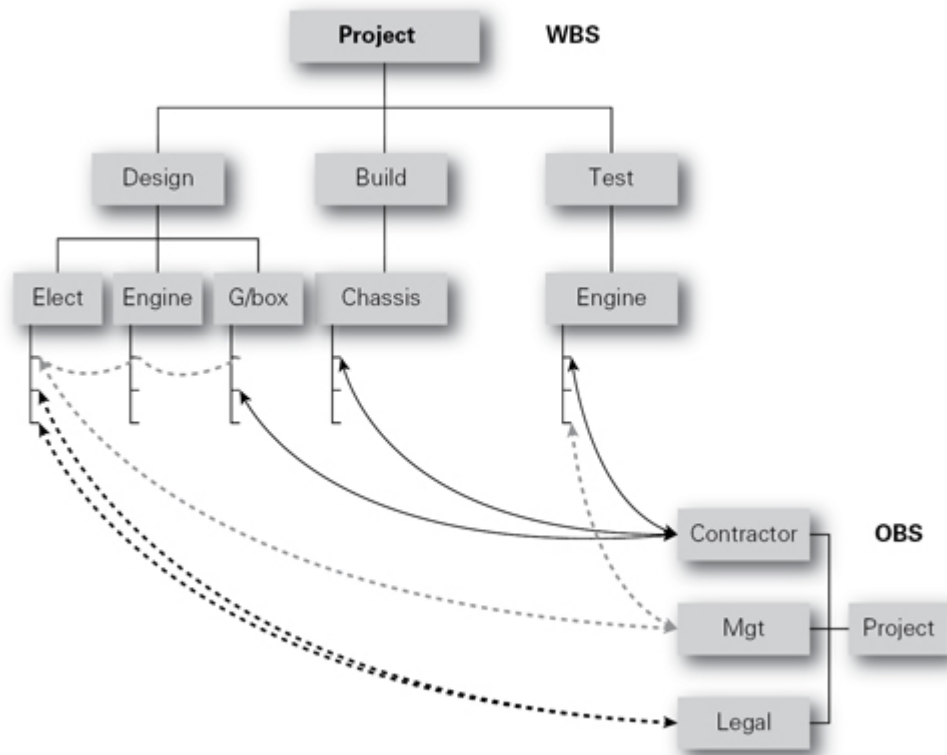 Project
WBS
Design
Build
Test
Elect
Engine
G/box
Chassis
Engine
Contractor
OBS
Mgt
Project
Legal